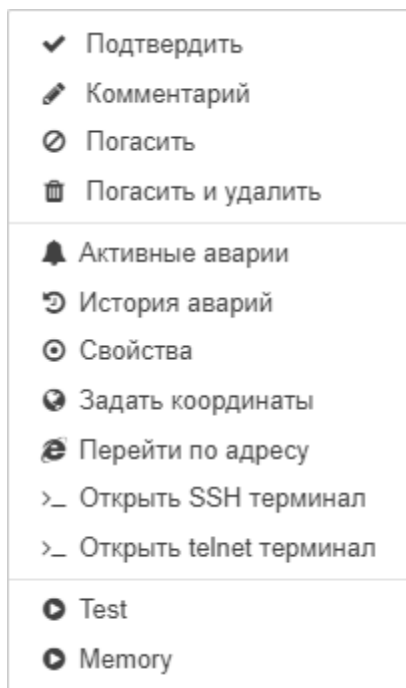 Подтвердить
Комментарий
Погасить
Погасить и удалить
Активные аварии
История аварий
Свойства
Задать координаты
Перейти по адресу
Открыть SSH терминал
Открыть telnet терминал
Test
Memory